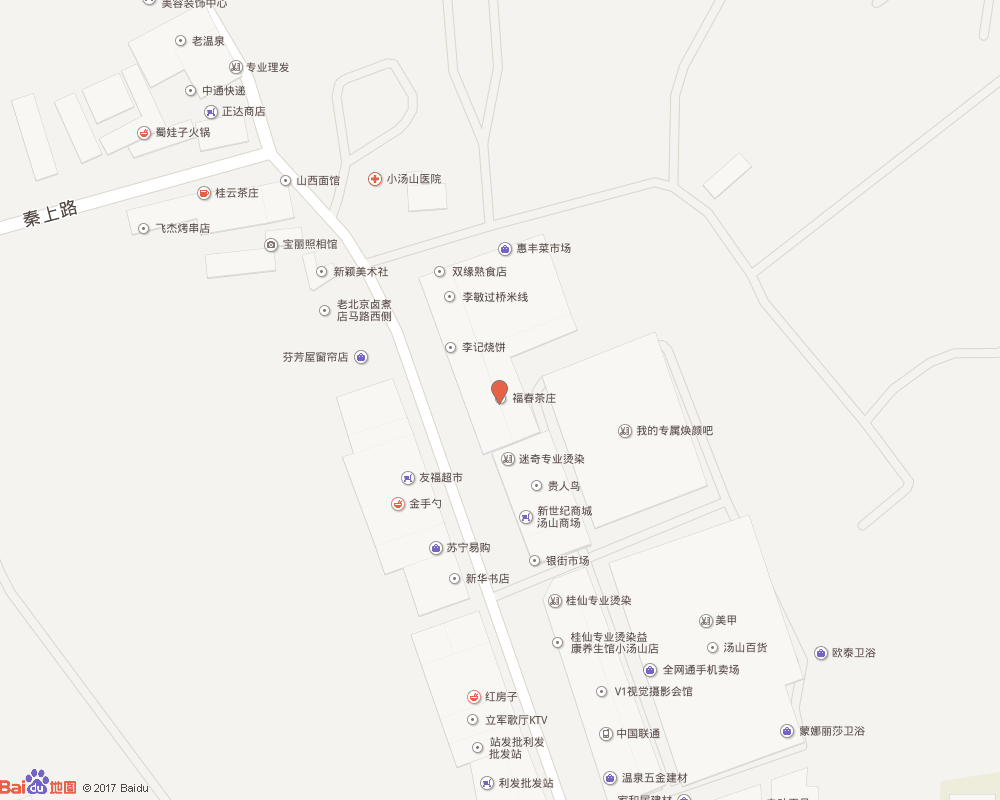 美容装饰中心
老温泉
专业理发
中通快递
正达商店
蜀娃子火锅
山西面馆
小汤山医院
桂云茶庄
秦上路
飞杰烤串店
宝丽照相馆
惠丰菜市场
新颖美术社
双缘熟食店
李敏过桥米线
老北京卤煮
店马路西侧
李记烧饼
芬芳屋窗帘店
福春茶庄
我的专属焕颜吧
迷奇专业烫染
友福超市
贵人鸟
金手勺
新世纪商城
汤山商场
苏宁易购
银街市场
新华书店
桂仙专业烫染
美甲
桂仙专业烫染益
康养生馆小汤山店
汤山百货
欧泰卫浴
全网通手机卖场
V1视觉摄影会馆
红房子
立军歌厅KTV
中国联通
蒙娜丽莎卫浴
站发批利发
批发站
利发批发站
温泉五金建材
Bai du 地图 © 2017 Baidu